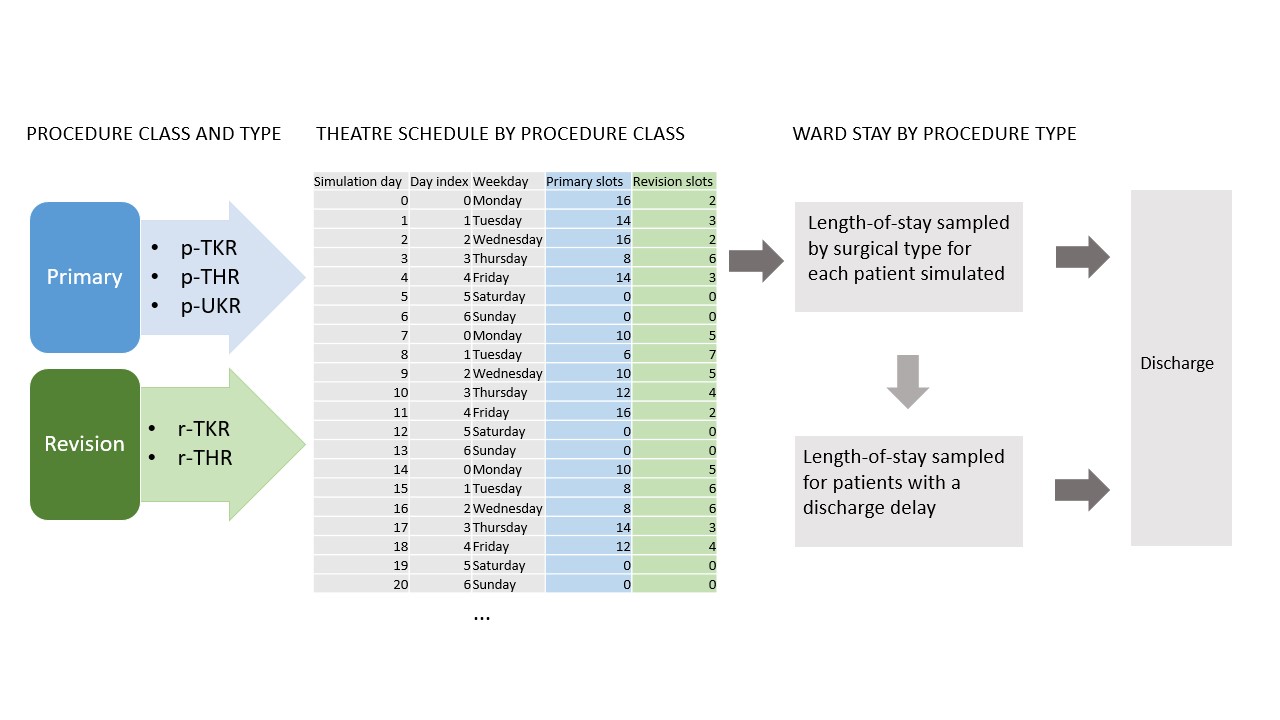 PROCEDURE CLASS AND TYPE
THEATRE SCHEDULE BY PROCEDURE CLASS
WARD STAY BY PROCEDURE TYPE
Primary
• p-TKR
• p-THR
• p-UKR
Revision
• r-TKR
• r-THR
Simulation day Day index Weekday Primary slots Revision slots
0 0 Monday 16 2
1 1 Tuesday 14 3
2 2 Wednesday 16 2
3 3 Thursday 8 6
4 4 Friday 14 3
5 5 Saturday 0 0
6 6 Sunday 0 0
7 0 Monday 10 5
8 1 Tuesday 6 7
9 2 Wednesday 10 5
10 3 Thursday 12 4
11 4 Friday 16 2
12 5 Saturday 0 0
13 6 Sunday 0 0
14 0 Monday 10 5
15 1 Tuesday 8 6
16 2 Wednesday 8 6
17 3 Thursday 14 3
18 4 Friday 12 4
19 5 Saturday 0 0
20 6 Sunday 0 0
...
Length-of-stay sampled
by surgical type for
each patient simulated
Length-of-stay sampled
for patients with a
discharge delay
Discharge